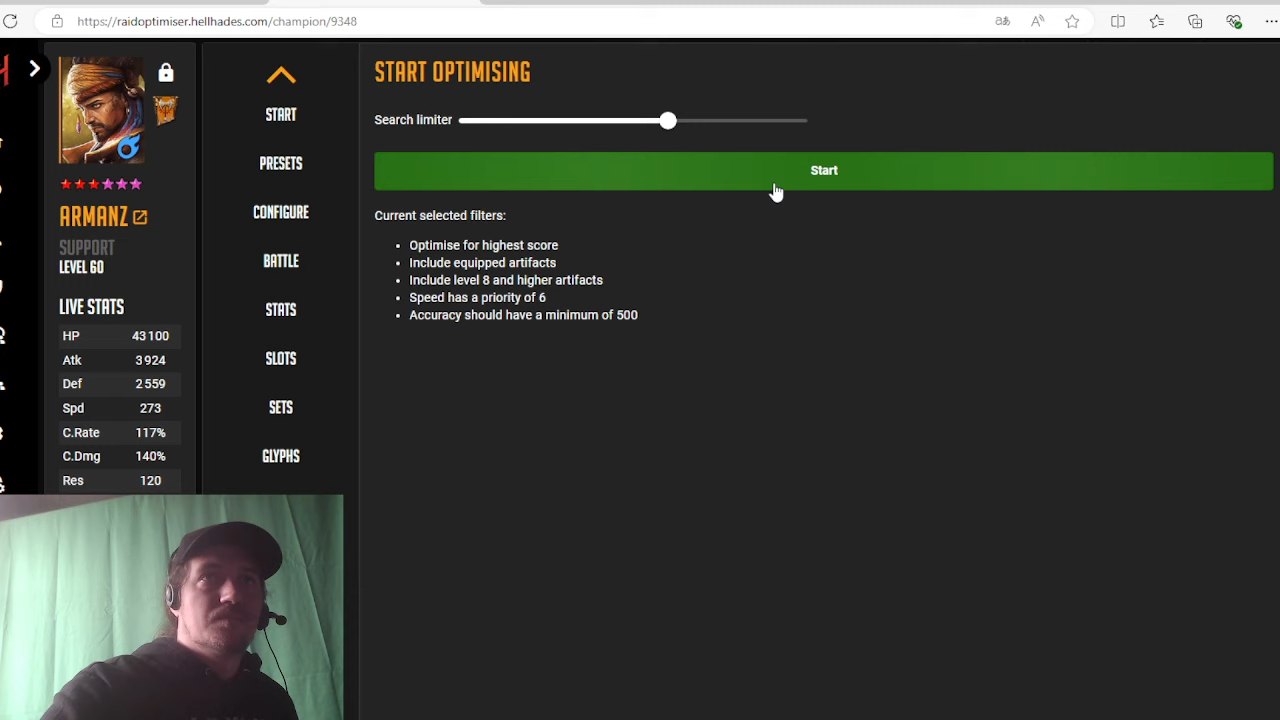 https://raidoptimiser.hellhades.com/champion/9348
START OPTIMISING
Search limiter
Start
Current selected filters:
• Optimise for highest score
• Include equipped artifacts
• Include level 8 and higher artifacts
• Speed has a priority of 6
• Accuracy should have a minimum of 500
START
PRESETS
CONFIGURE
BATTLE
STATS
SLOTS
SETS
GLYPHS
ARMANZ
SUPPORT
LEVEL 60
LIVE STATS
HP 43 100
Atk 3 924
Def 2 559
Spd 273
C.Rate 117%
C.Dmg 140%
Res 120